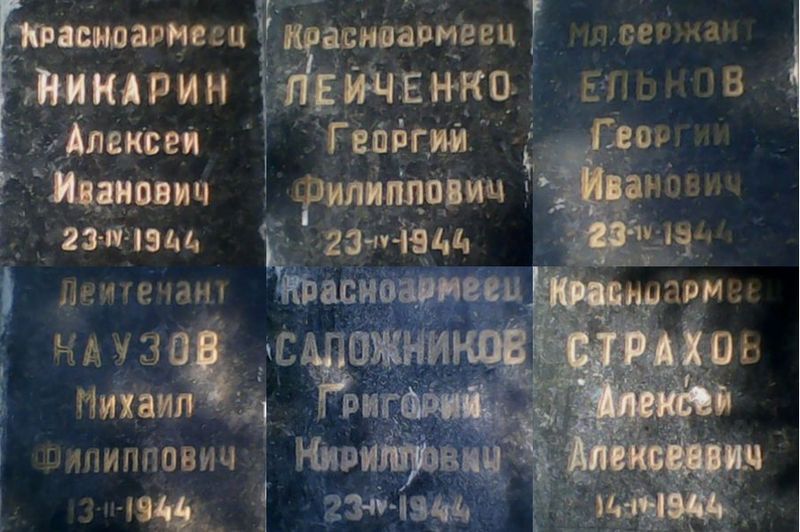 Красноармеец
НИКАРИН
Алексей
Иванович
23-IV-1944
Красноармеец
ЛЕЙЧЕНКО
Георгий
Филиппович
23-IV-1944
Мл. сержант
ЕЛЬКОВ
Георгий
Иванович
23-IV-1944
Лейтенант
КАУЗОВ
Михаил
Филиппович
13-II-1944
Красноармеец
САПОЖНИКОВ
Григорий
Кириллович
23-IV-1944
Красноармеец
СТРАХОВ
Алексей
Алексеевич
14-IV-1944